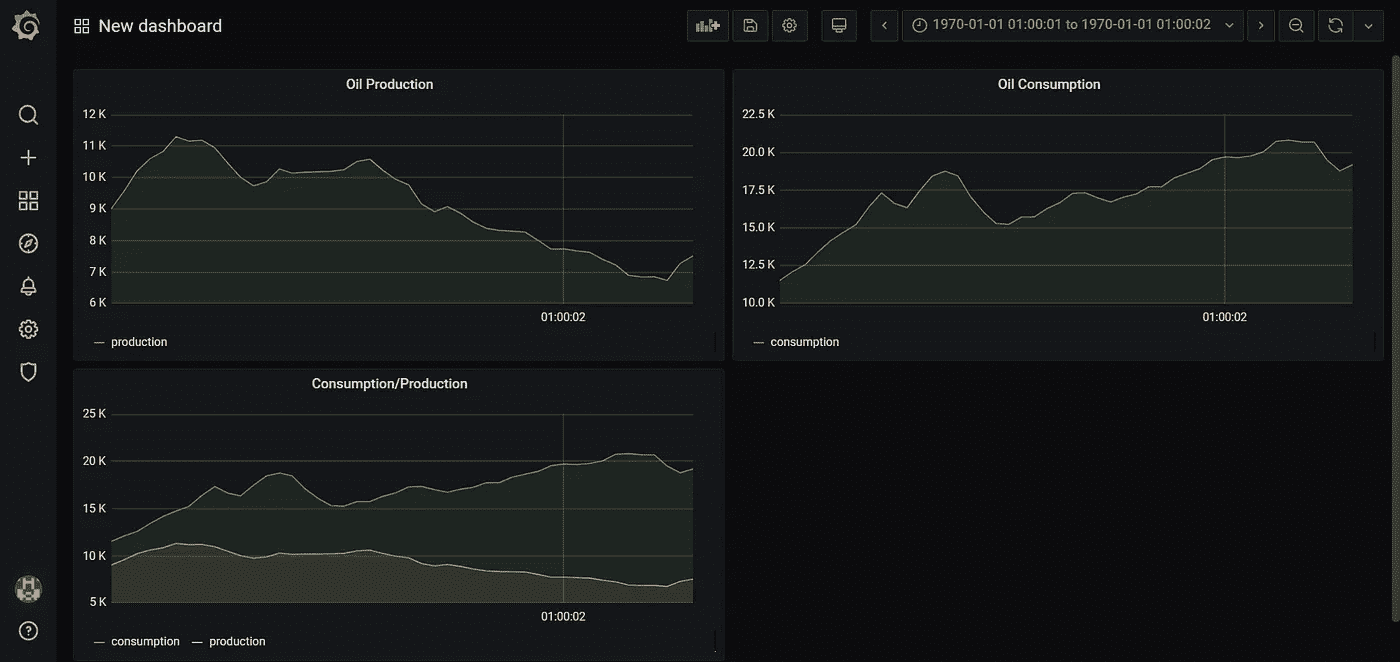 New dashboard
1970-01-01 01:00:01 to 1970-01-01 01:00:02
Oil Production
12 K
11 K
10 K
9 K
8 K
7 K
6 K
01:00:02
production
Oil Consumption
22.5 K
20.0 K
17.5 K
15.0 K
12.5 K
10.0 K
01:00:02
consumption
Consumption/Production
25 K
20 K
15 K
10 K
5 K
01:00:02
consumption production